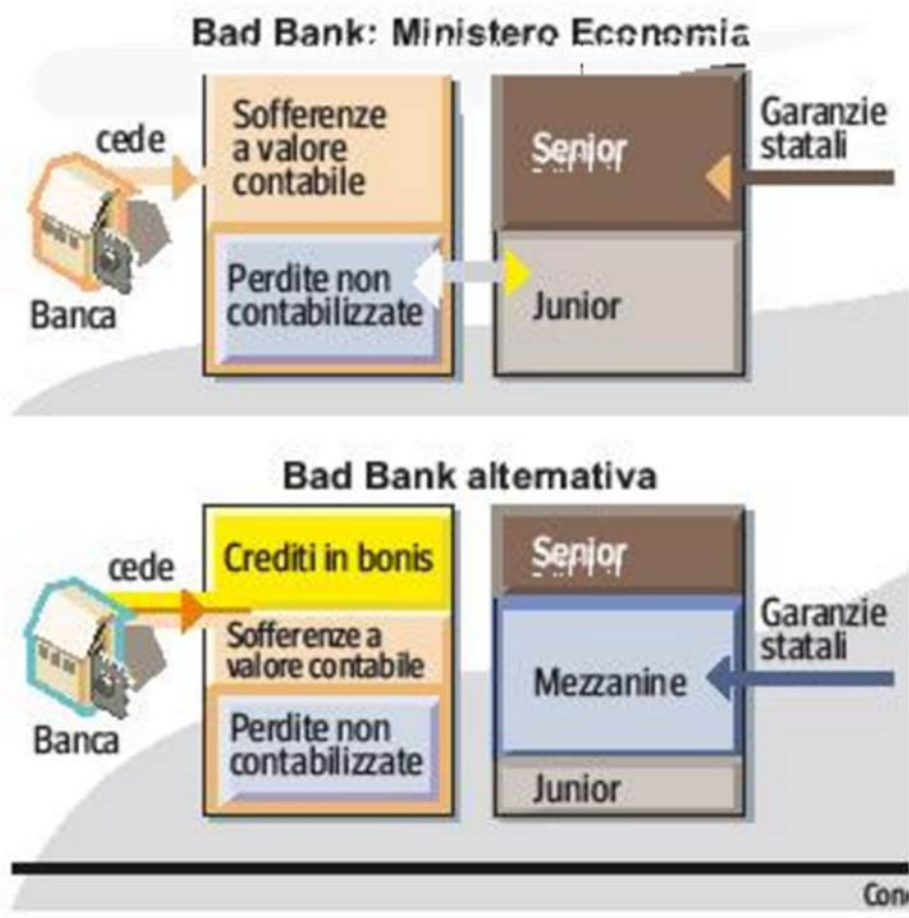 Bad Bank: Ministero Economia
cede
Banca
Sofferenze
a valore
contabile
Perdite non
contabilizzate
Senior
Junior
Garanzie
statali
Bad Bank alternativa
cede
Banca
Crediti in bonis
Sofferenze a
valore contabile
Perdite non
contabilizzate
Senior
Mezzanine
Junior
Garanzie
statali